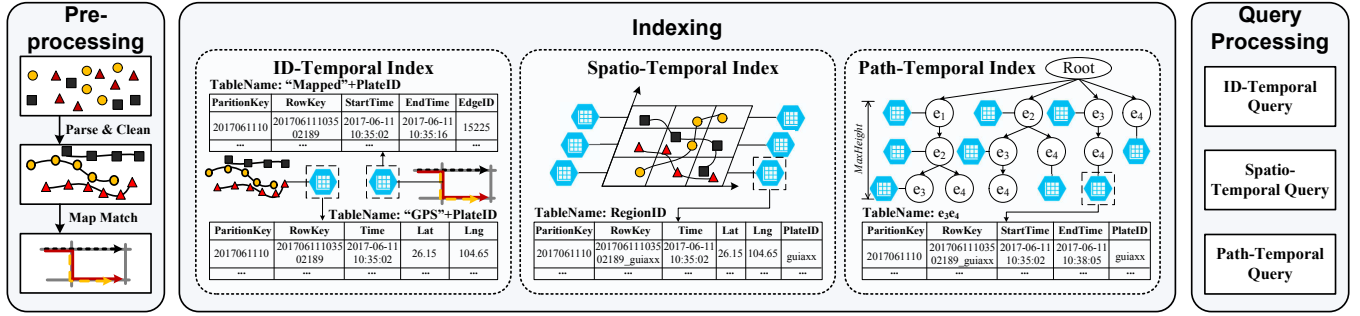 Pre-
processing
Parse & Clean
Map Match
Indexing
ID-Temporal Index
TableName: “Mapped”+PlateID
ParitionKey RowKey StartTime EndTime EdgeID
2017061110 201706111035 02189 2017-06-11 10:35:02 2017-06-11 10:35:16 15225
... ... ... ... ...
TableName: “GPS”+PlateID
ParitionKey RowKey Time Lat Lng
2017061110 201706111035 02189 2017-06-11 10:35:02 26.15 104.65
... ... ... ... ...
Spatio-Temporal Index
TableName: RegionID
ParitionKey RowKey Time Lat Lng PlateID
2017061110 201706111035 02189_guiaxx 2017-06-11 10:35:02 26.15 104.65 guiaxx
... ... ... ... ... ...
Path-Temporal Index
Root
MaxHeight
e1 e2 e3 e4
e2 e3 e4 e4
e3 e4 e4
TableName: e3e4
ParitionKey RowKey StartTime EndTime PlateID
2017061110 201706111035 02189_guiaxx 2017-06-11 10:35:02 2017-06-11 10:38:05 guiaxx
... ... ... ... ...
Query
Processing
ID-Temporal
Query
Spatio-
Temporal Query
Path-Temporal
Query